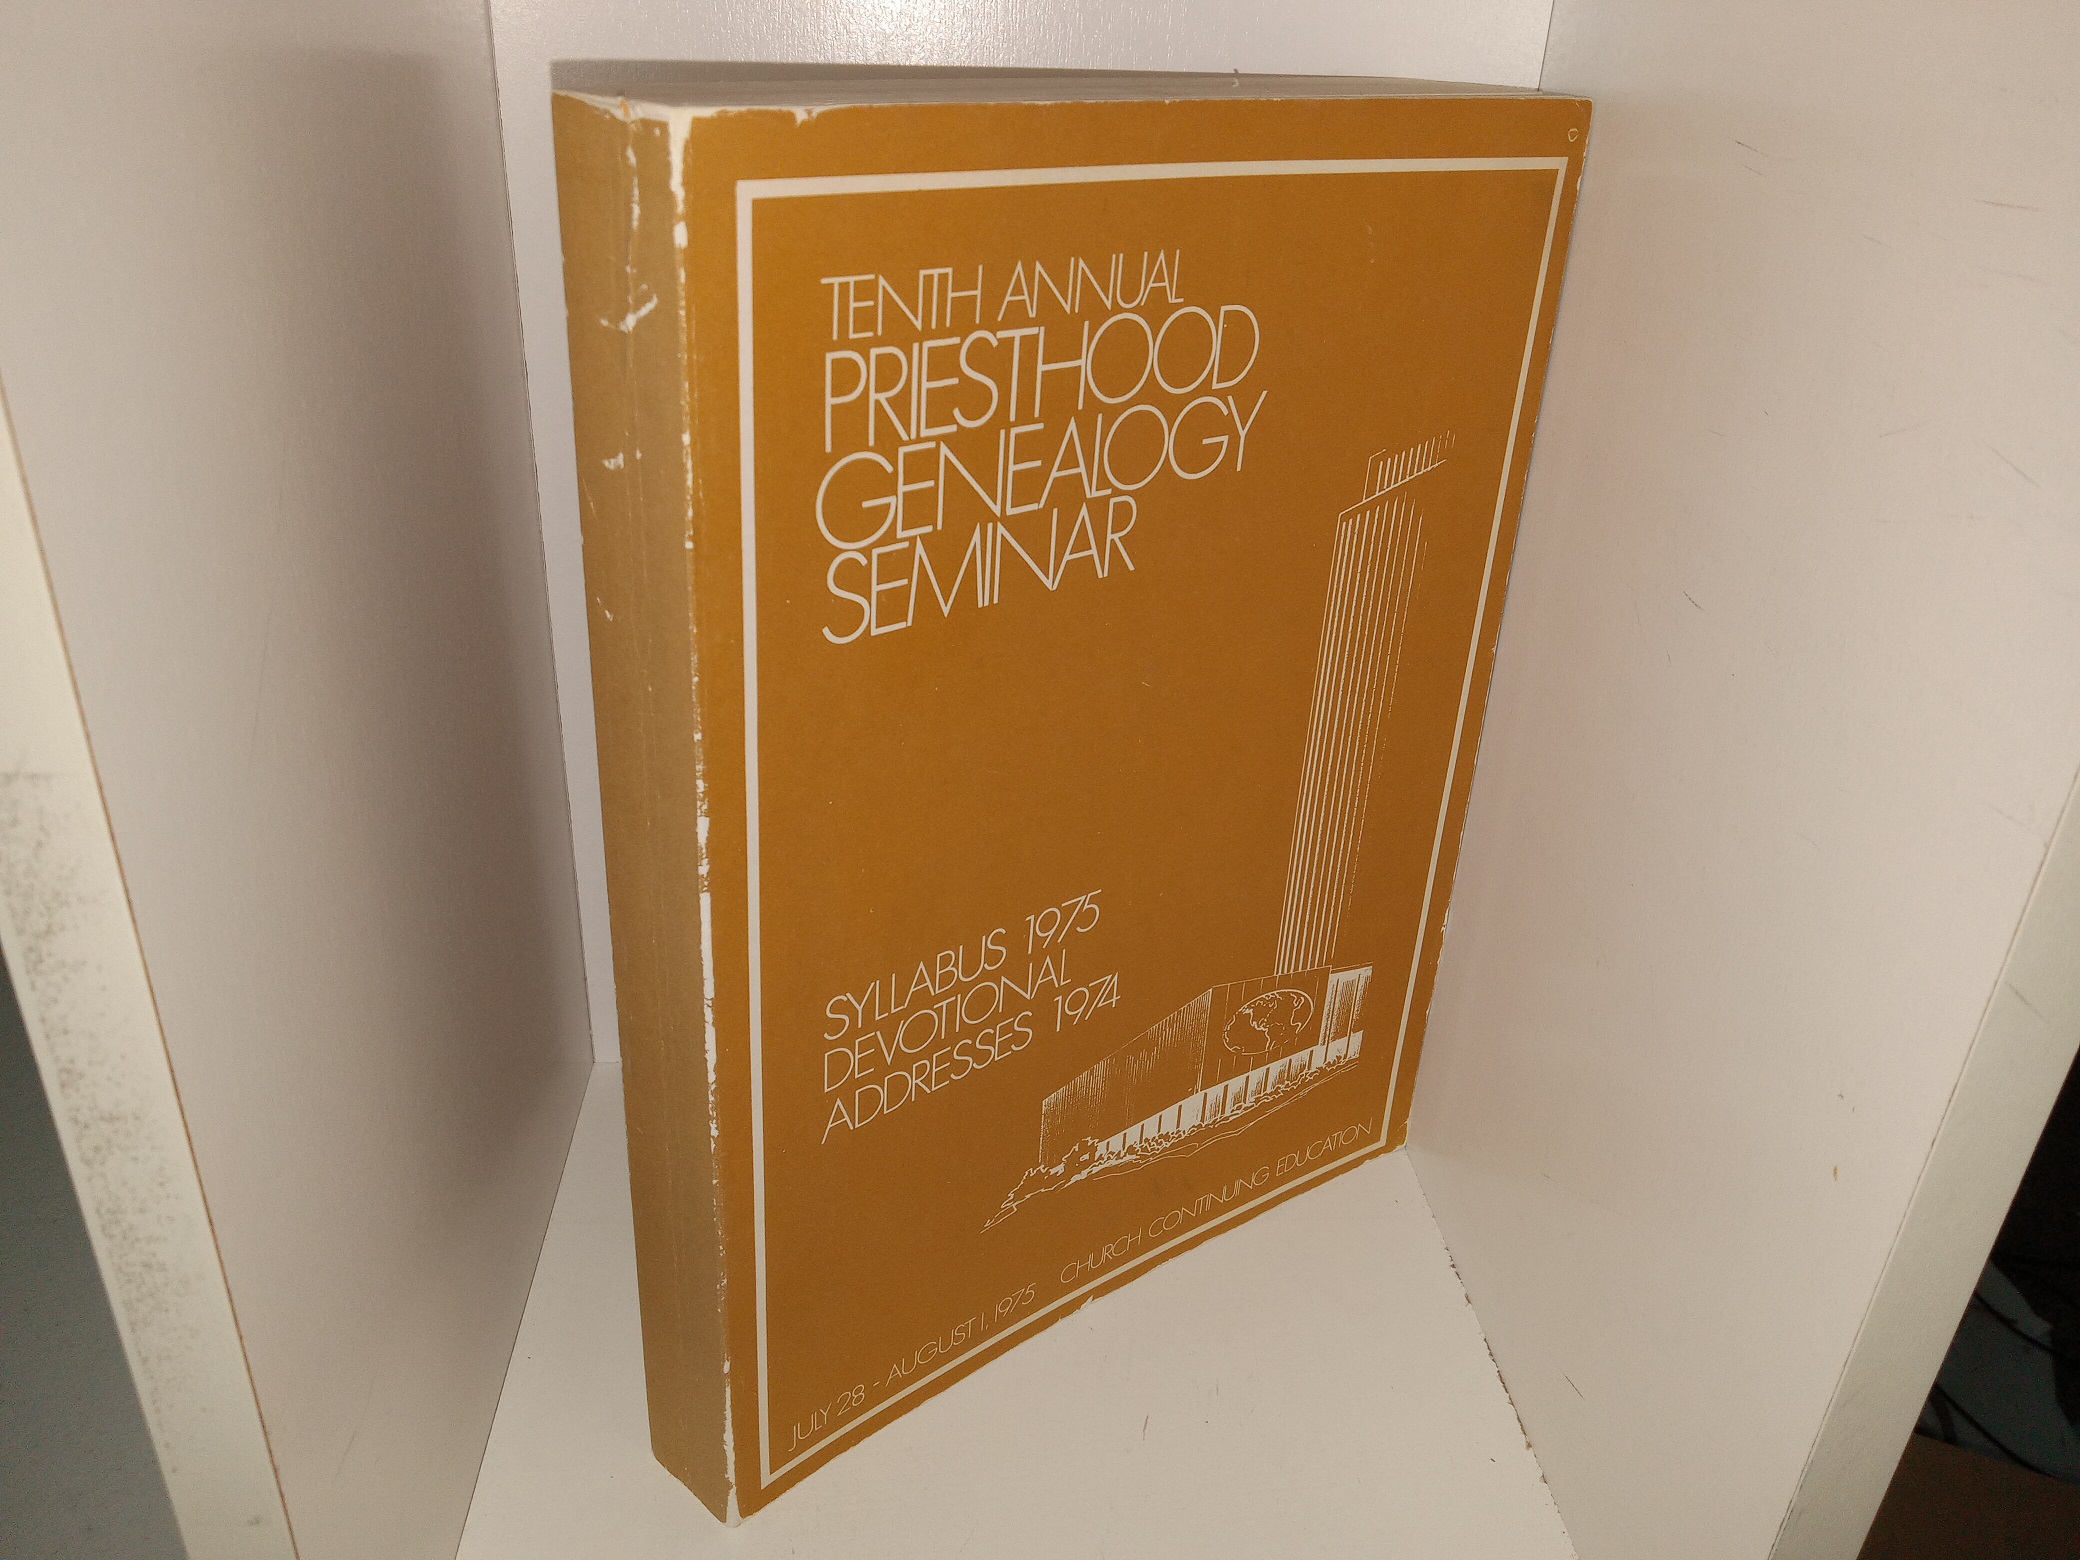 TENTH ANNUAL
PRIESTHOOD
GENEALOGY
SEMINAR
SYLLABUS 1975
DEVOTIONAL
ADDRESSES 1974
JULY 28 - AUGUST 1, 1975 CHURCH CONTINUING EDUCATION